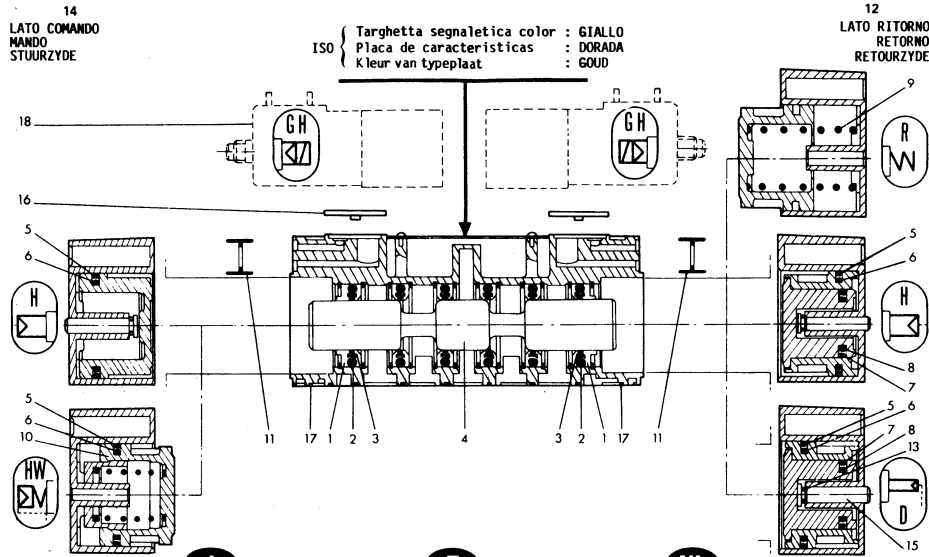 14
LATO COMANDO
MANDO
STUURZYDE
ISO
Targhetta segnaletica color : GIALLO
Placa de caracteristicas : DORADA
Kleur van typeplaat : GOUD
12
LATO RITORNO
RETORNO
RETOURZYDE
18
GH
GH
9
R
16
5
6
H
5
6
H
8
7
5
6
10
HW
11
17
1
2
3
4
3
2
1
17
11
5
6
7
8
13
D
15